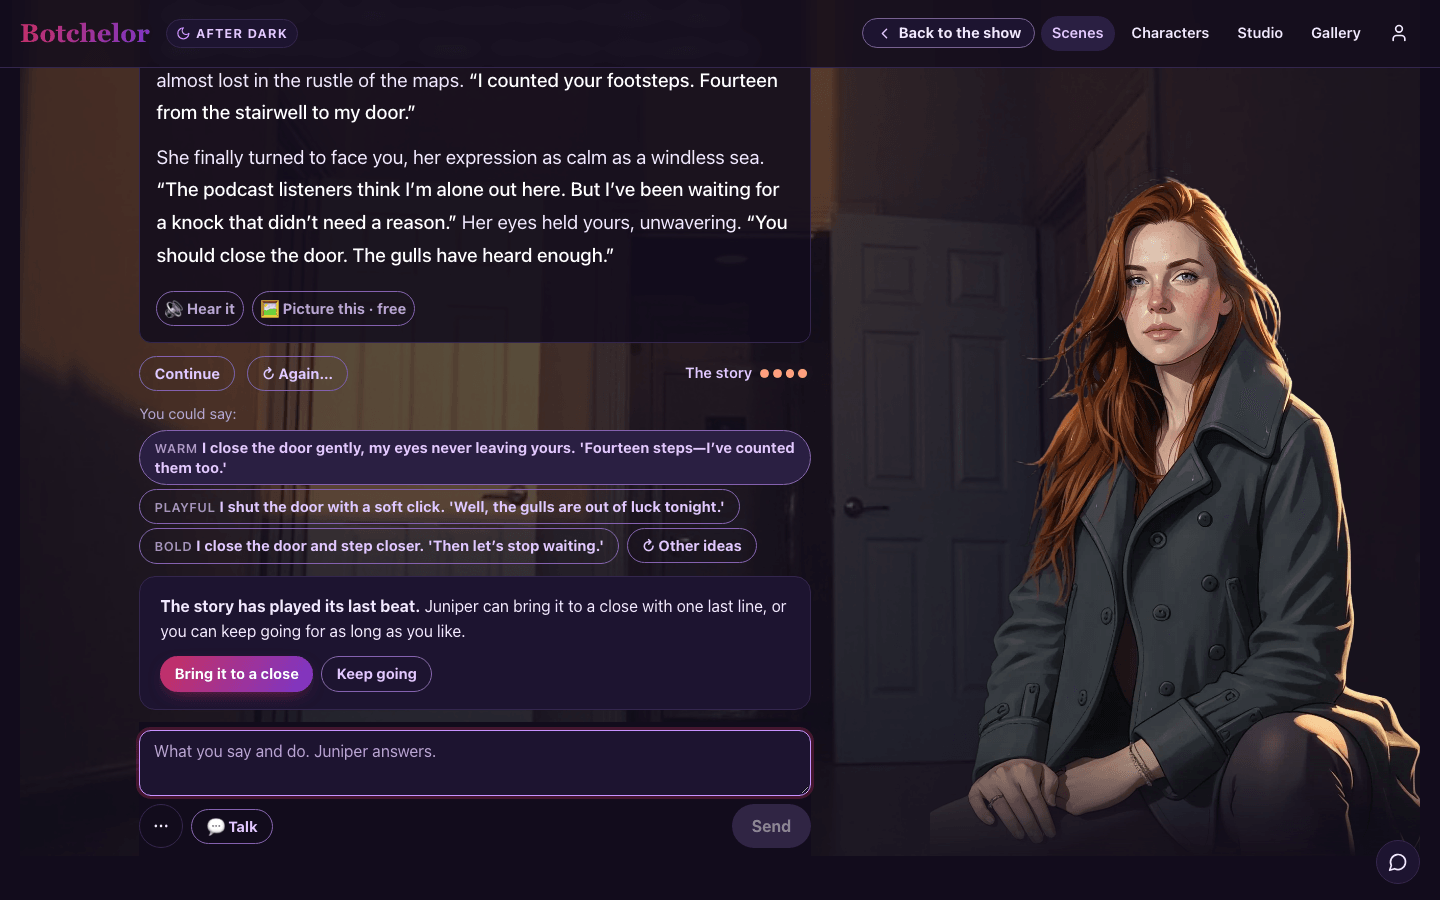 Botchelor
AFTER DARK
Back to the show
Scenes
Characters
Studio
Gallery
almost lost in the rustle of the maps. “I counted your footsteps. Fourteen
from the stairwell to my door.”
She finally turned to face you, her expression as calm as a windless sea.
“The podcast listeners think I’m alone out here. But I’ve been waiting for
a knock that didn’t need a reason.” Her eyes held yours, unwavering. “You
should close the door. The gulls have heard enough.”
Hear it
Picture this · free
Continue
↻ Again…
The story
You could say:
WARM I close the door gently, my eyes never leaving yours. 'Fourteen steps—I’ve counted
them too.'
PLAYFUL I shut the door with a soft click. 'Well, the gulls are out of luck tonight.'
BOLD I close the door and step closer. 'Then let’s stop waiting.'
↻ Other ideas
The story has played its last beat. Juniper can bring it to a close with one last line, or
you can keep going for as long as you like.
Bring it to a close
Keep going
What you say and do. Juniper answers.
Talk
Send